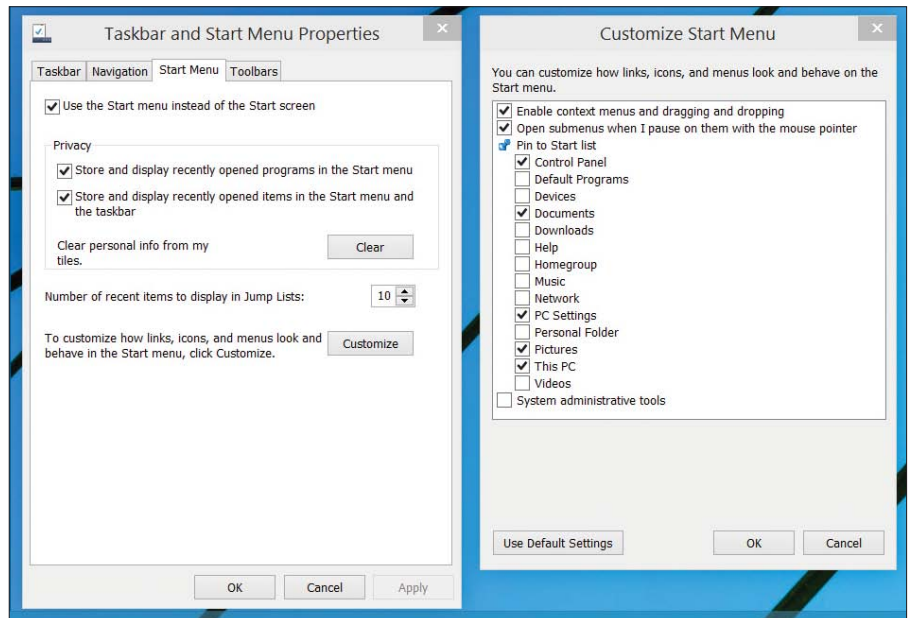 Taskbar and Start Menu Properties
Taskbar
Navigation
Start Menu
Toolbars
Use the Start menu instead of the Start screen
Privacy
Store and display recently opened programs in the Start menu
Store and display recently opened items in the Start menu and
the taskbar
Clear personal info from my
tiles.
Clear
Number of recent items to display in Jump Lists:
10
To customize how links, icons, and menus look and
behave in the Start menu, click Customize.
Customize
OK
Cancel
Apply
Customize Start Menu
You can customize how links, icons, and menus look and behave on the
Start menu.
Enable context menus and dragging and dropping
Open submenus when I pause on them with the mouse pointer
Pin to Start list
Control Panel
Default Programs
Devices
Documents
Downloads
Help
Homegroup
Music
Network
PC Settings
Personal Folder
Pictures
This PC
Videos
System administrative tools
Use Default Settings
OK
Cancel